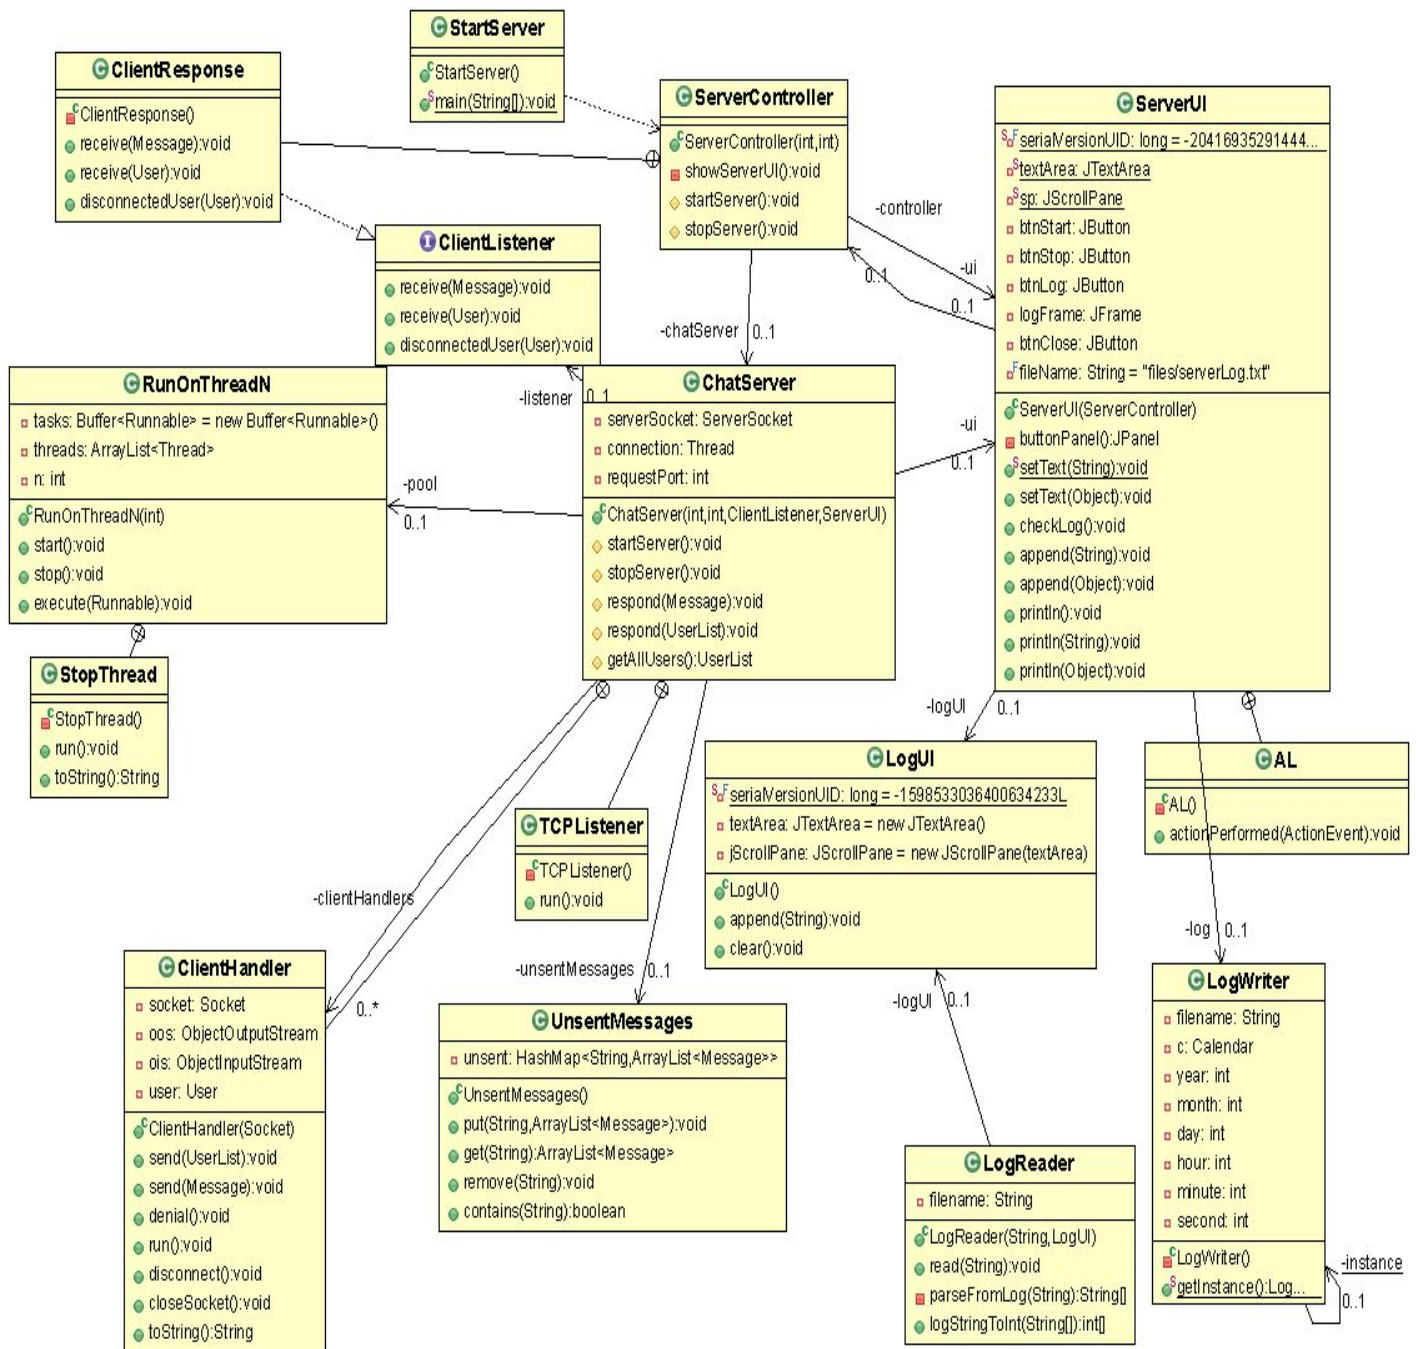 StartServer
StartServer()
main(String[]):void
ClientResponse
ClientResponse()
receive(Message):void
receive(User):void
disconnectedUser(User):void
ServerController
ServerController(int,int)
showServerUI():void
startServer():void
stopServer():void
ServerUI
serialVersionUID: long = -20416935291444...
textArea: JTextArea
sp: JScrollPane
btnStart: JButton
btnStop: JButton
btnLog: JButton
logFrame: JFrame
btnClose: JButton
fileName: String = "files/serverLog.txt"
ServerUI(ServerController)
buttonPanel():JPanel
setText(String):void
setText(Object):void
checkLog():void
append(String):void
append(Object):void
println():void
println(String):void
println(Object):void
-controller
-ui
0..1
0..1
ClientListener
receive(Message):void
receive(User):void
disconnectedUser(User):void
-chatServer
0..1
-listener
0..1
RunOnThreadN
tasks: Buffer<Runnable> = new Buffer<Runnable>()
threads: ArrayList<Thread>
n: int
RunOnThreadN(int)
start():void
stop():void
execute(Runnable):void
-pool
0..1
ChatServer
serverSocket: ServerSocket
connection: Thread
requestPort: int
ChatServer(int,int,ClientListener,ServerUI)
startServer():void
stopServer():void
respond(Message):void
respond(UserList):void
getAllUsers():UserList
-ui
0..1
StopThread
StopThread()
run():void
toString():String
-logUI
0..1
LogUI
serialVersionUID: long = -1598533036400634233L
textArea: JTextArea = new JTextArea()
jScrollPane: JScrollPane = new JScrollPane(textArea)
LogUI()
append(String):void
clear():void
AL
AL()
actionPerformed(ActionEvent):void
TCPListener
TCPListener()
run():void
-clientHandlers
0..*
-unsentMessages
0..1
-log
0..1
-logUI
0..1
ClientHandler
socket: Socket
oos: ObjectOutputStream
ois: ObjectInputStream
user: User
ClientHandler(Socket)
send(UserList):void
send(Message):void
denial():void
run():void
disconnect():void
closeSocket():void
toString():String
UnsentMessages
unsent: HashMap<String,ArrayList<Message>>
UnsentMessages()
put(String,ArrayList<Message>):void
get(String):ArrayList<Message>
remove(String):void
contains(String):boolean
LogReader
filename: String
LogReader(String,LogUI)
read(String):void
parseFromLog(String):String[]
logStringToInt(String[]):int[]
LogWriter
filename: String
c: Calendar
year: int
month: int
day: int
hour: int
minute: int
second: int
LogWriter()
getInstance():Log...
-instance
0..1